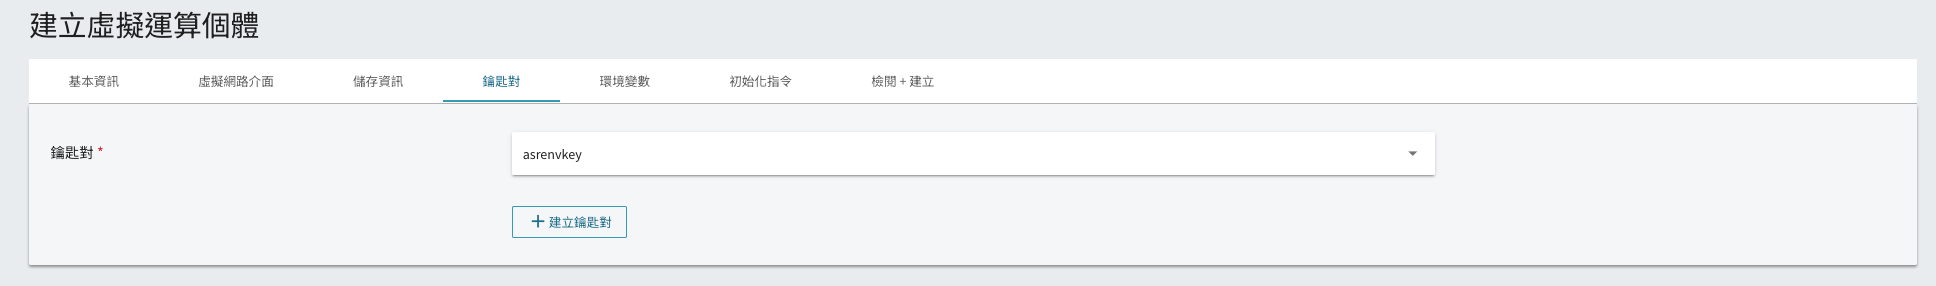 建立虛擬運算個體
基本資訊 虛擬網路介面 儲存資訊 鑰匙對 環境變數 初始化指令 檢閱 + 建立
鑰匙對 * asrenvkey
+ 建立鑰匙對